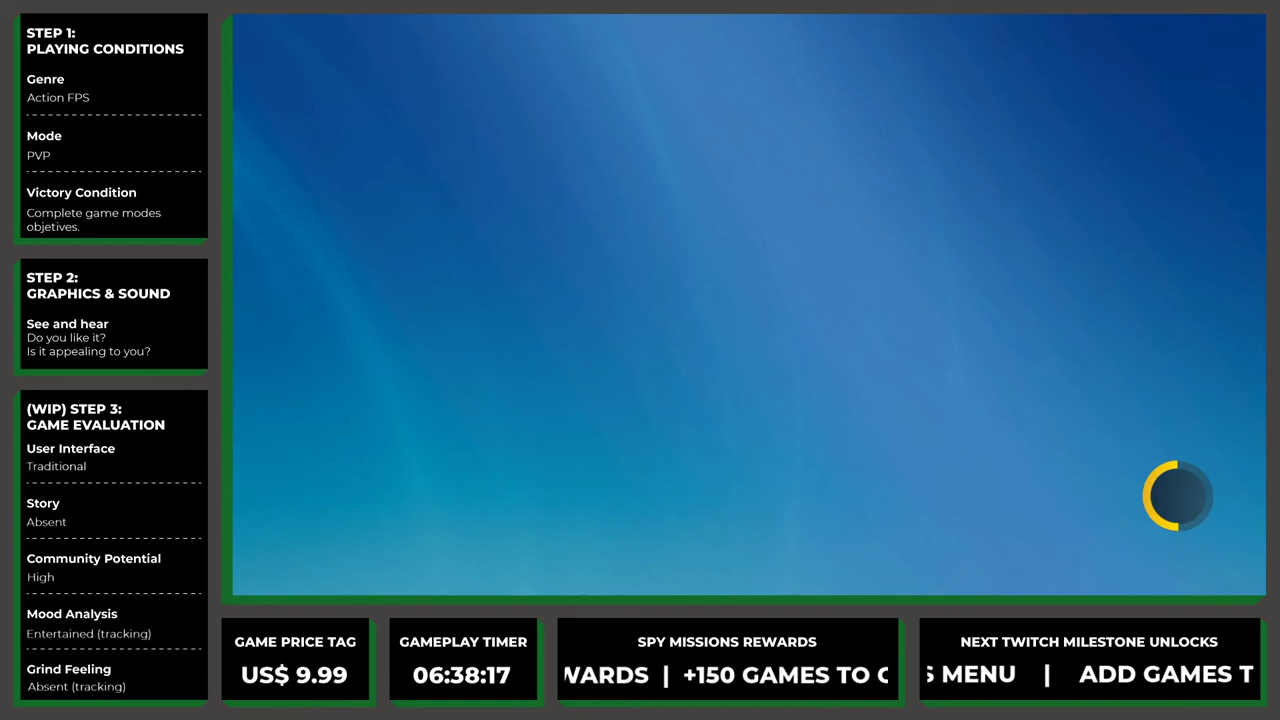 STEP 1:
PLAYING CONDITIONS
Genre
Action FPS
Mode
PVP
Victory Condition
Complete game modes
objetives.
STEP 2:
GRAPHICS & SOUND
See and hear
Do you like it?
Is it appealing to you?
(WIP) STEP 3:
GAME EVALUATION
User Interface
Traditional
Story
Absent
Community Potential
High
Mood Analysis
Entertained (tracking)
Grind Feeling
Absent (tracking)
GAME PRICE TAG
US$ 9.99
GAMEPLAY TIMER
06:38:17
SPY MISSIONS REWARDS
WARDS | +150 GAMES TO
NEXT TWITCH MILESTONE UNLOCKS
S MENU | ADD GAMES T